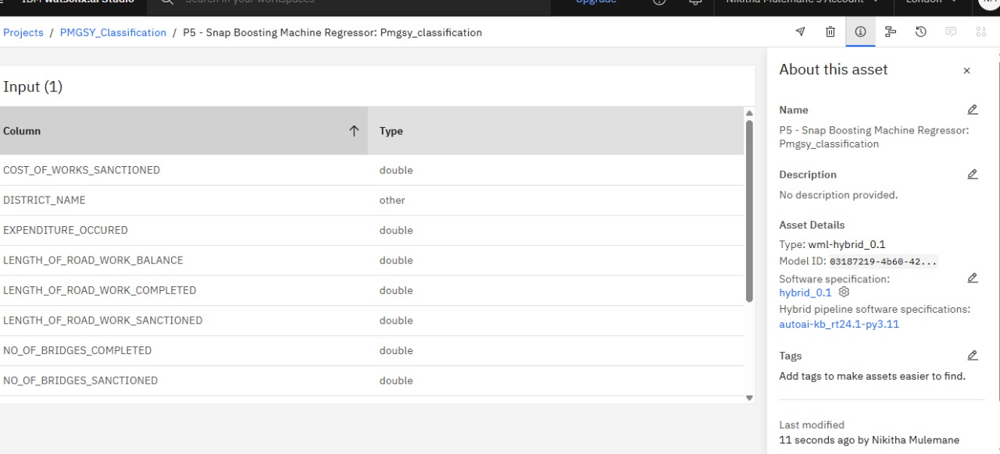 IBM watsonx.ai Studio
Search in your workspaces
Upgrade
Nikitha Mulemane's Account
London
Projects / PMGSY_Classification / P5 - Snap Boosting Machine Regressor: Pmgsy_classification
Input (1)
Column Type
COST_OF_WORKS_SANCTIONED double
DISTRICT_NAME other
EXPENDITURE_OCCURED double
LENGTH_OF_ROAD_WORK_BALANCE double
LENGTH_OF_ROAD_WORK_COMPLETED double
LENGTH_OF_ROAD_WORK_SANCTIONED double
NO_OF_BRIDGES_COMPLETED double
NO_OF_BRIDGES_SANCTIONED double
About this asset
Name
P5 - Snap Boosting Machine Regressor:
Pmgsy_classification
Description
No description provided.
Asset Details
Type: wml-hybrid_0.1
Model ID: 03187219-4b60-42...
Software specification:
hybrid_0.1
Hybrid pipeline software specifications:
autoai-kb_rt24.1-py3.11
Tags
Add tags to make assets easier to find.
Last modified
11 seconds ago by Nikitha Mulemane